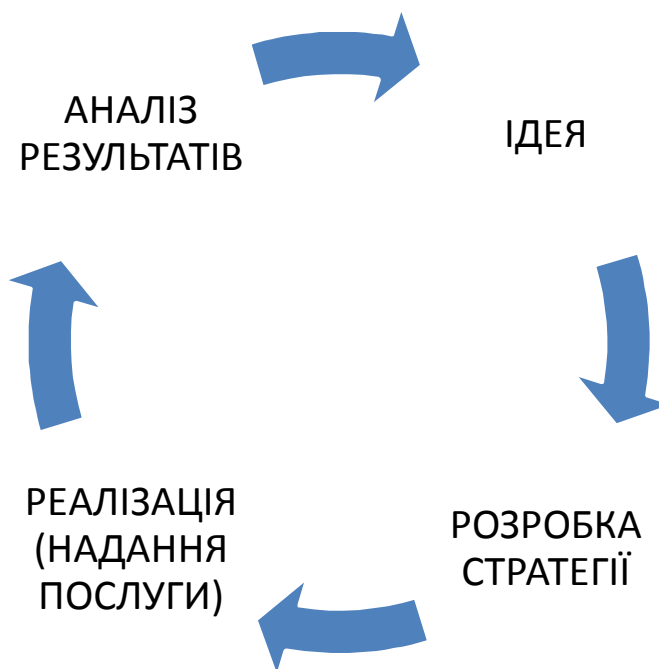 АНАЛІЗ
РЕЗУЛЬТАТІВ
ІДЕЯ
РОЗРОБКА
СТРАТЕГІЇ
РЕАЛІЗАЦІЯ
(НАДАННЯ
ПОСЛУГИ)